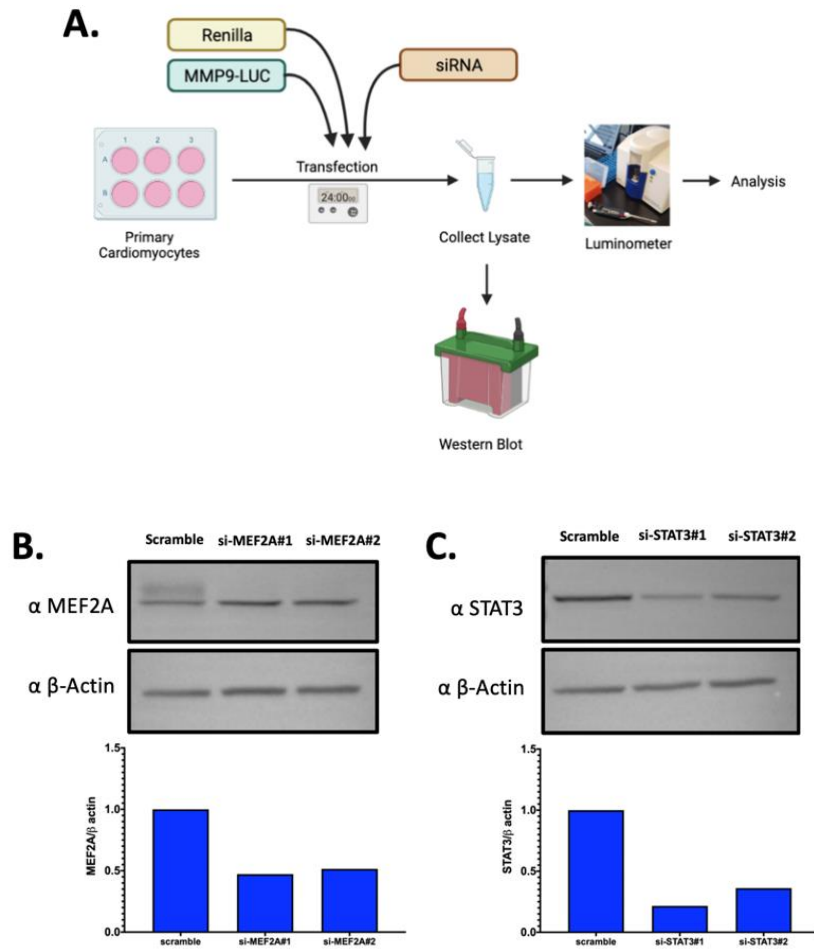 A.
Renilla
MMP9-LUC
siRNA
1 2 3
A
B
Transfection
24:00 00
Primary
Cardiomyocytes
Collect Lysate
Luminometer
Analysis
Western Blot
B.
Scramble si-MEF2A#1 si-MEF2A#2
α MEF2A
α β-Actin
1.5
1.0
0.5
0.0
MEF2A/β actin
scramble si-MEF2A#1 si-MEF2A#2
C.
Scramble si-STAT3#1 si-STAT3#2
α STAT3
α β-Actin
1.5
1.0
0.5
0.0
STAT3/β actin
scramble si-STAT3#1 si-STAT3#2